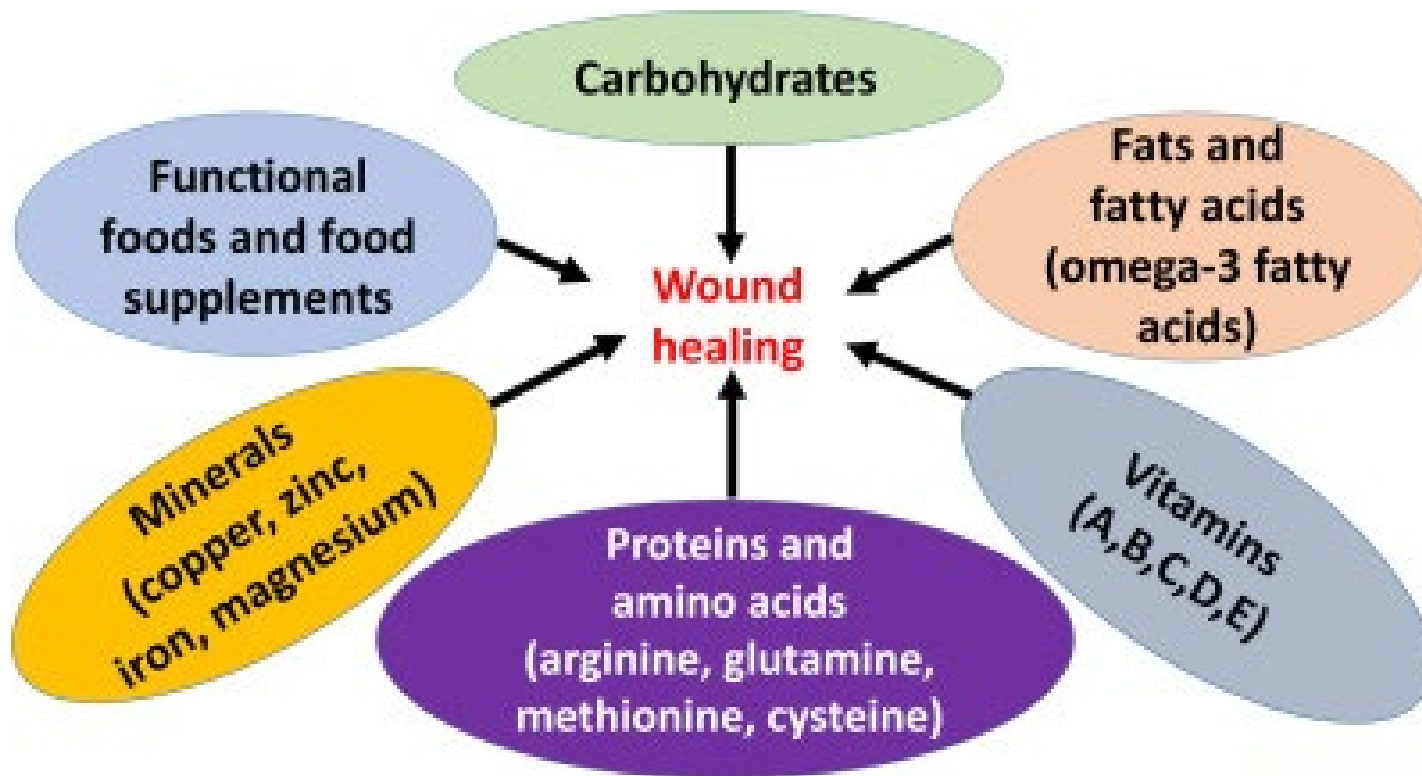 Carbohydrates
Functional
foods and food
supplements
Fats and
fatty acids
(omega-3 fatty
acids)
Wound
healing
Minerals
(copper, zinc,
iron, magnesium)
Vitamins
(A,B,C,D,E)
Proteins and
amino acids
(arginine, glutamine,
methionine, cysteine)